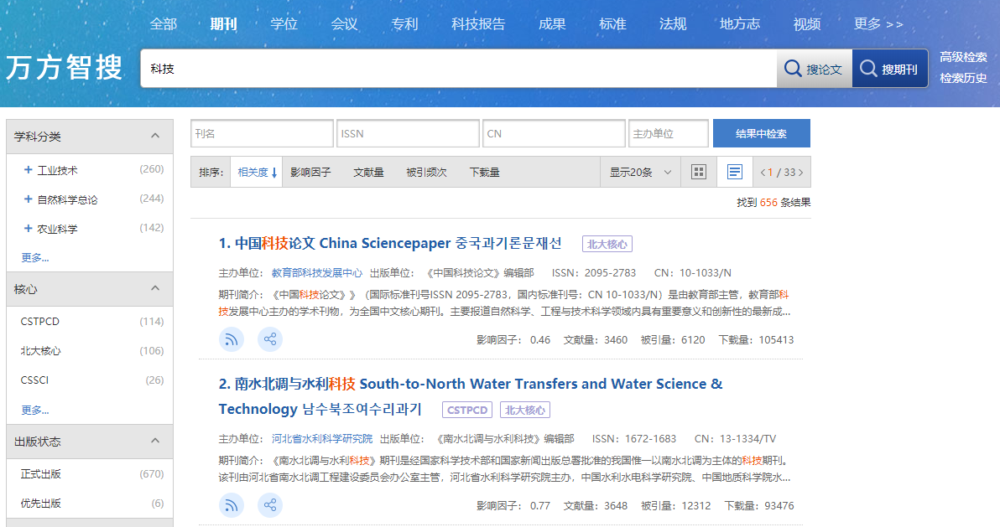 全部 期刊 学位 会议 专利 科技报告 成果 标准 法规 地方志 视频 更多 >>
万方智搜 科技 搜论文 搜期刊 高级检索
检索历史
学科分类
+ 工业技术 (260)
+ 自然科学总论 (244)
+ 农业科学 (142)
更多...
核心
CSTPCD (114)
北大核心 (106)
CSSCI (26)
更多...
出版状态
正式出版 (670)
优先出版 (6)
刊名 ISSN CN 主办单位 结果中检索
排序: 相关度 影响因子 文献量 被引频次 下载量 显示20条 < 1 / 33 >
找到 656 条结果
1. 中国科技论文 China Sciencepaper 중국과기론문재선 北大核心
主办单位： 教育部科技发展中心 出版单位： 《中国科技论文》编辑部 ISSN：2095-2783 CN：10-1033/N
期刊简介：《中国科技论文》》（国际标准刊号ISSN 2095-2783，国内标准刊号：CN 10-1033/N）是由教育部主管，教育部科
技发展中心主办的学术刊物，为全国中文核心期刊。主要报道自然科学、工程与技术科学领域内具有重要意义和创新性的最新成...
影响因子： 0.46 文献量：3460 被引量：6120 下载量：105413
2. 南水北调与水利科技 South-to-North Water Transfers and Water Science &
Technology 남수북조여수리과기 CSTPCD 北大核心
主办单位： 河北省水利科学研究院 出版单位： 《南水北调与水利科技》编辑部 ISSN：1672-1683 CN：13-1334/TV
期刊简介：《南水北调与水利科技》期刊是经国家科学技术部和国家新闻出版总署批准的我国惟一以南水北调为主体的科技期刊。
该刊由河北省南水北调工程建设委员会办公室主管，河北省水利科学研究院主办，中国水利水电科学研究院、中国地质科学院水...
影响因子： 0.77 文献量：3648 被引量：12312 下载量：93476